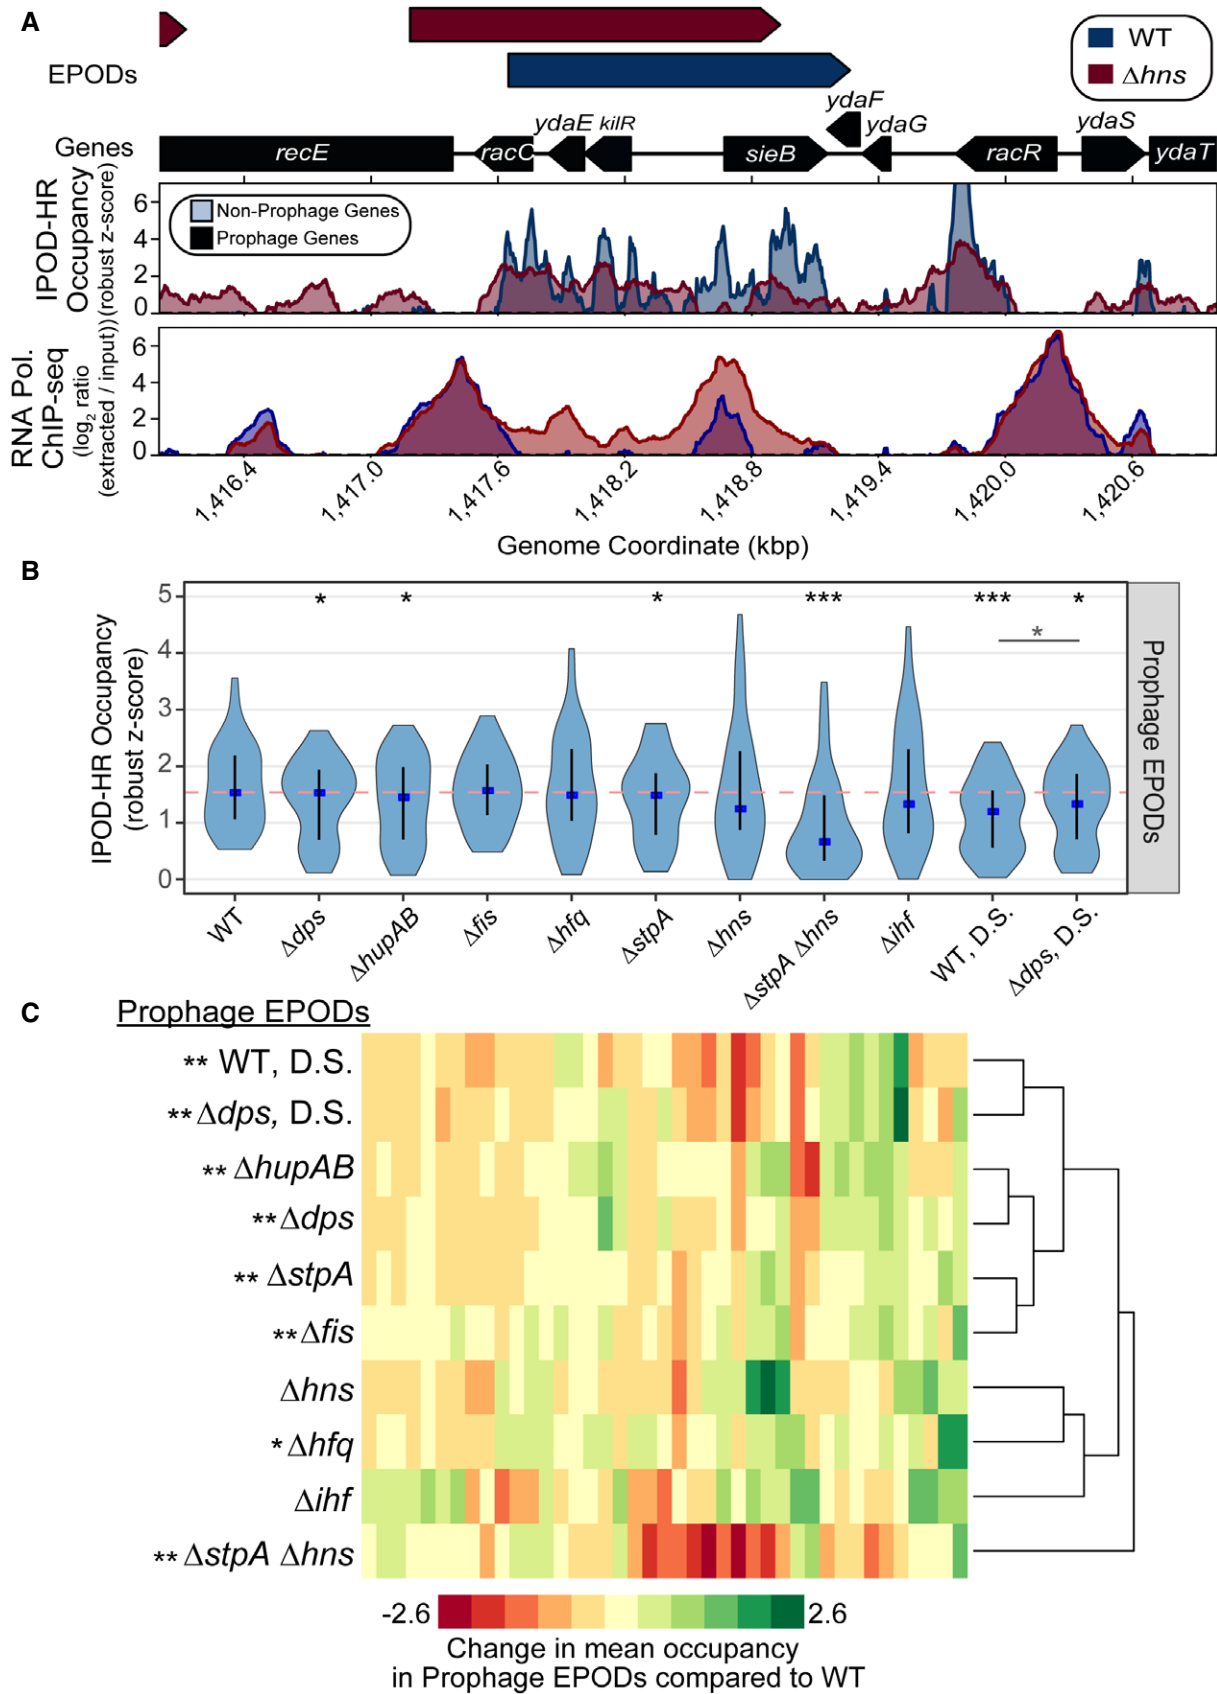 A
EPODs
WT
Δhns
Genes
recE
racC
ydaE
kilR
sieB
ydaF
ydaG
racR
ydaS
ydaT
IPOD-HR
Occupancy
(robust z-score)
6
4
2
0
Non-Prophage Genes
Prophage Genes
RNA Pol.
ChIP-seq
(log2 ratio
(extracted / input))
6
4
2
0
1,416.4
1,417.0
1,417.6
1,418.2
1,418.8
1,419.4
1,420.0
1,420.6
Genome Coordinate (kbp)
B
IPOD-HR Occupancy
(robust z-score)
5
4
3
2
1
0
* * * *** *** *
*
Prophage EPODs
WT
Δdps
ΔhupAB
Δfis
Δhfq
ΔstpA
Δhns
ΔstpA Δhns
Δihf
WT, D.S.
Δdps, D.S.
C
Prophage EPODs
** WT, D.S.
** Δdps, D.S.
** ΔhupAB
** Δdps
** ΔstpA
** Δfis
Δhns
* Δhfq
Δihf
** ΔstpA Δhns
-2.6 2.6
Change in mean occupancy
in Prophage EPODs compared to WT